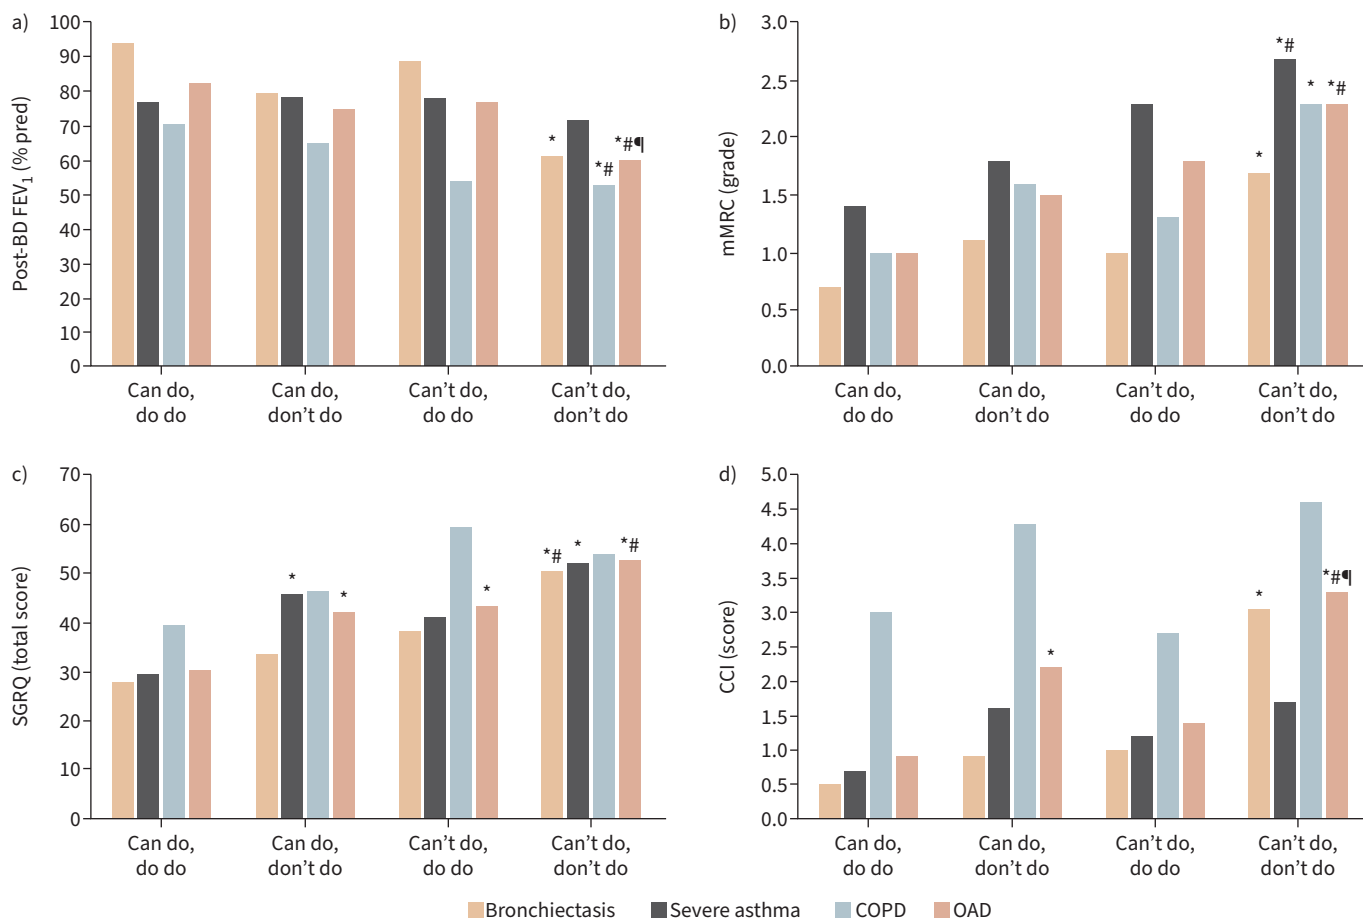 a)
Post-BD FEV1 (% pred)
100
90
80
70
60
50
40
30
20
10
0
*
*#
*#¶
Can do,
do do
Can do,
don't do
Can't do,
do do
Can't do,
don't do
b)
mMRC (grade)
3.0
2.5
2.0
1.5
1.0
0.5
0.0
*
*#
*
*#
Can do,
do do
Can do,
don't do
Can't do,
do do
Can't do,
don't do
c)
SGRQ (total score)
70
60
50
40
30
20
10
0
*
*
*
*#
*
*#
Can do,
do do
Can do,
don't do
Can't do,
do do
Can't do,
don't do
d)
CCI (score)
5.0
4.5
4.0
3.5
3.0
2.5
2.0
1.5
1.0
0.5
0.0
*
*
*#¶
Can do,
do do
Can do,
don't do
Can't do,
do do
Can't do,
don't do
Bronchiectasis Severe asthma COPD OAD